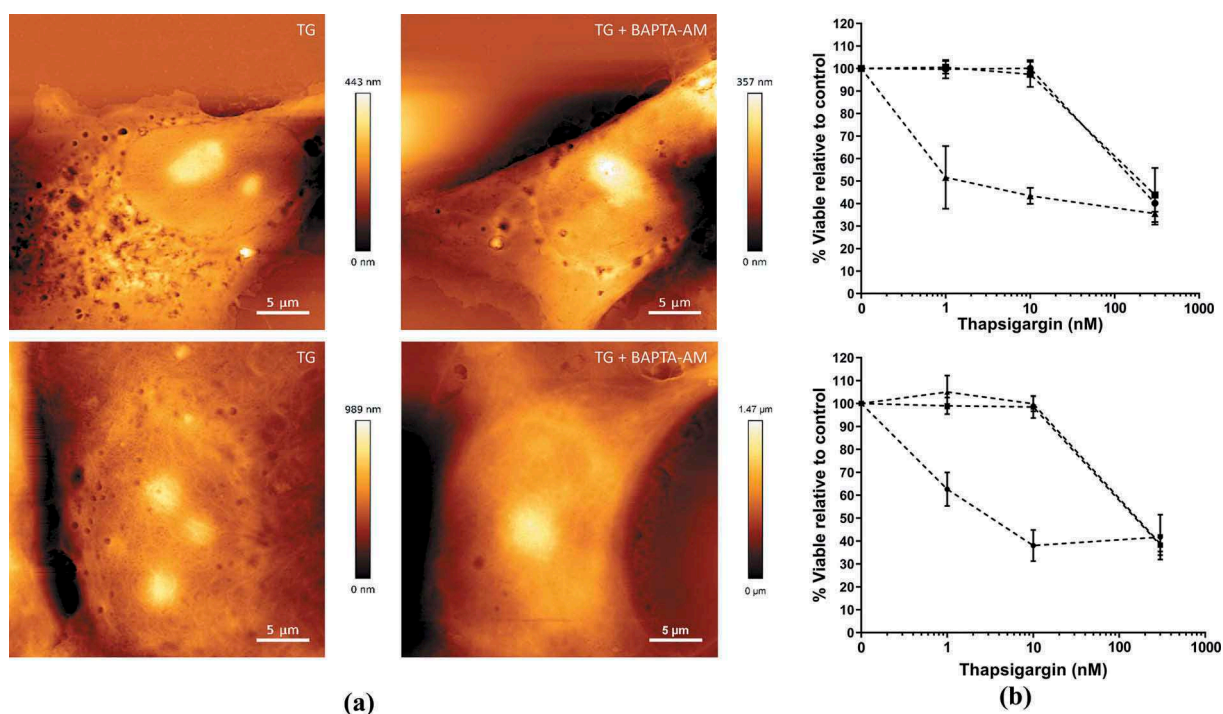 TG
443 nm
0 nm
5 μm
TG + BAPTA-AM
357 nm
0 nm
5 μm
TG
989 nm
0 nm
5 μm
TG + BAPTA-AM
1.47 μm
0 μm
5 μm
(a)
% Viable relative to control
120
110
100
90
80
70
60
50
40
30
20
10
0
0 1 10 100 1000
Thapsigargin (nM)
% Viable relative to control
120
110
100
90
80
70
60
50
40
30
20
10
0
0 1 10 100 1000
Thapsigargin (nM)
(b)